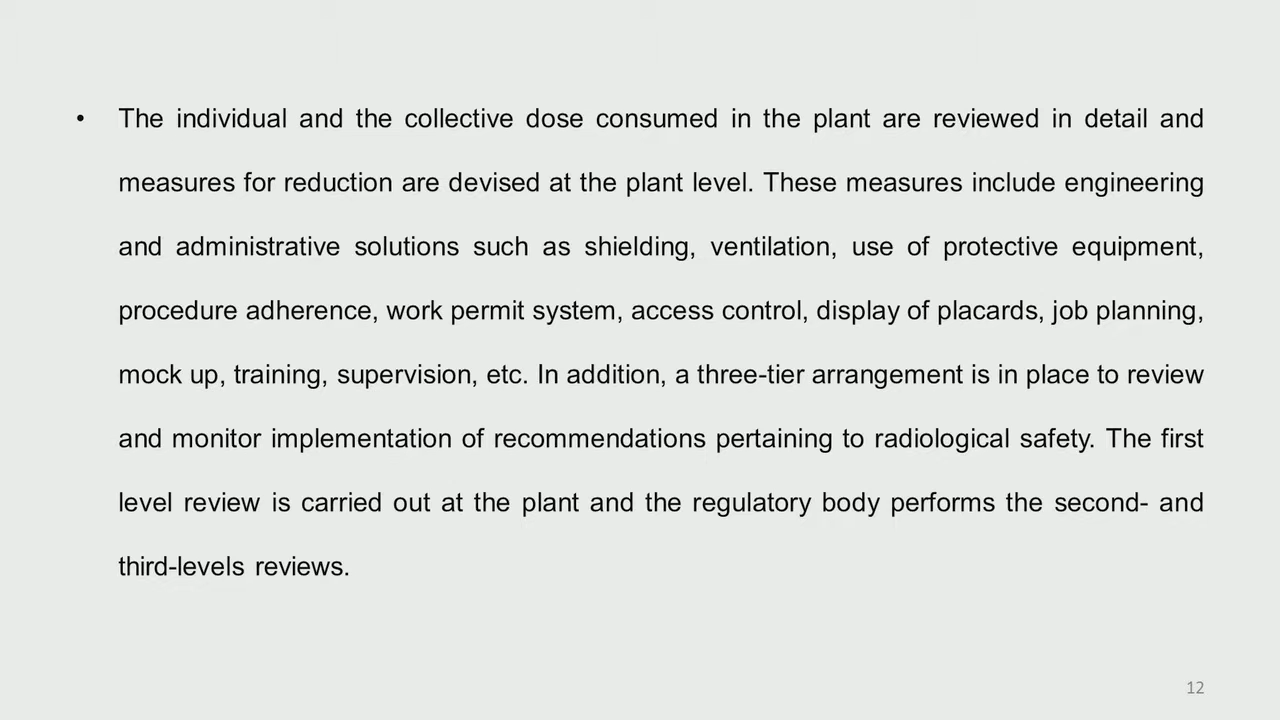 • The individual and the collective dose consumed in the plant are reviewed in detail and
measures for reduction are devised at the plant level. These measures include engineering
and administrative solutions such as shielding, ventilation, use of protective equipment,
procedure adherence, work permit system, access control, display of placards, job planning,
mock up, training, supervision, etc. In addition, a three-tier arrangement is in place to review
and monitor implementation of recommendations pertaining to radiological safety. The first
level review is carried out at the plant and the regulatory body performs the second- and
third-levels reviews.
12